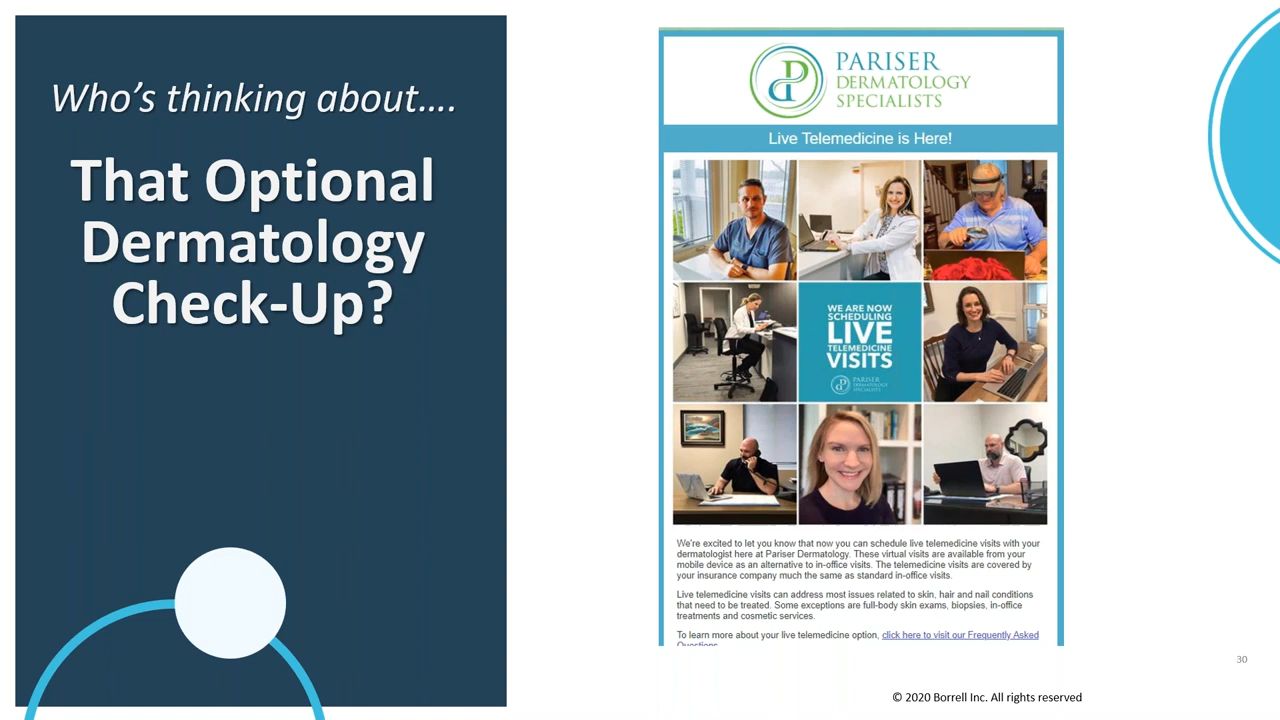 Who's thinking about....
That Optional
Dermatology
Check-Up?
PARISER
DERMATOLOGY
SPECIALISTS
Live Telemedicine is Here!
WE ARE NOW
SCHEDULING
LIVE
TELEMEDICINE
VISITS
PARISER
DERMATOLOGY
SPECIALISTS
We're excited to let you know that now you can schedule live telemedicine visits with your
dermatologist here at Pariser Dermatology. These virtual visits are available from your
mobile device as an alternative to in-office visits. The telemedicine visits are covered by
your insurance company much the same as standard in-office visits.
Live telemedicine visits can address most issues related to skin, hair and nail conditions
that need to be treated. Some exceptions are full-body skin exams, biopsies, in-office
treatments and cosmetic services.
To learn more about your live telemedicine option, click here to visit our Frequently Asked
Questions
30
© 2020 Borrell Inc. All rights reserved